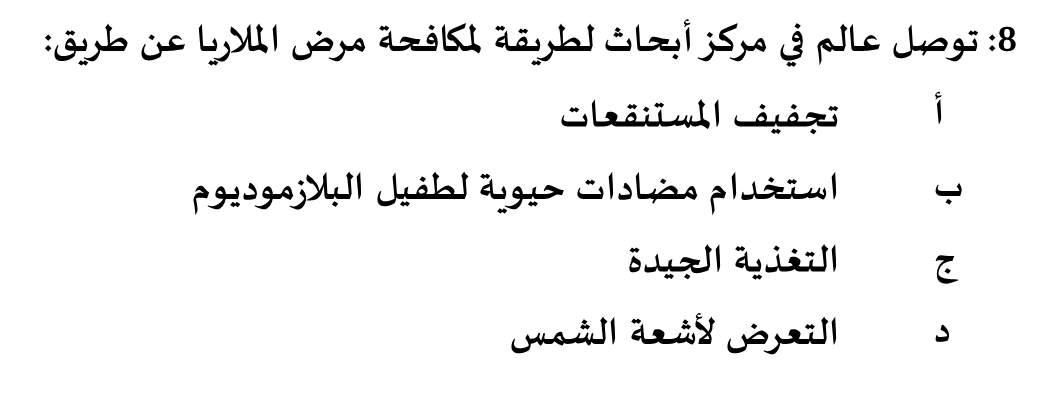 8: توصل عالم في مركز أبحاث لطريقة لمكافحة مرض الملاريا عن طريق:
أ تجفيف المستنقعات
ب استخدام مضادات حيوية لطفيل البلازموديوم
ج التغذية الجيدة
د التعرض لأشعة الشمس